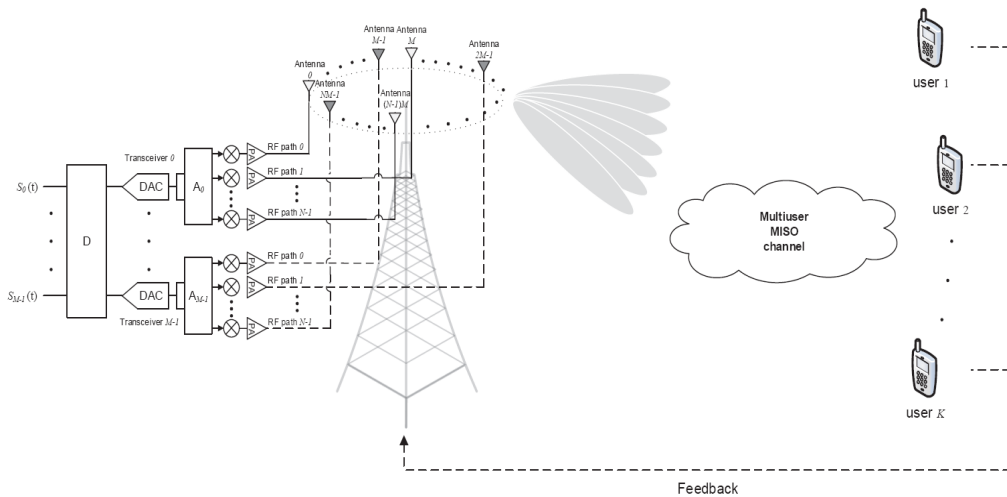 Antenna
0
Antenna
NM-1
Antenna
M-1
Antenna
M
Antenna
2M-1
Antenna
(N-1)M
S0 (t)
SM-1(t)
D
Transceiver 0
DAC
A0
PA
RF path 0
PA
RF path 1
PA
RF path N-1
DAC
Transceiver M-1
AM-1
PA
RF path 0
PA
RF path 1
PA
RF path N-1
Multiuser
MISO
channel
user 1
user 2
user K
Feedback